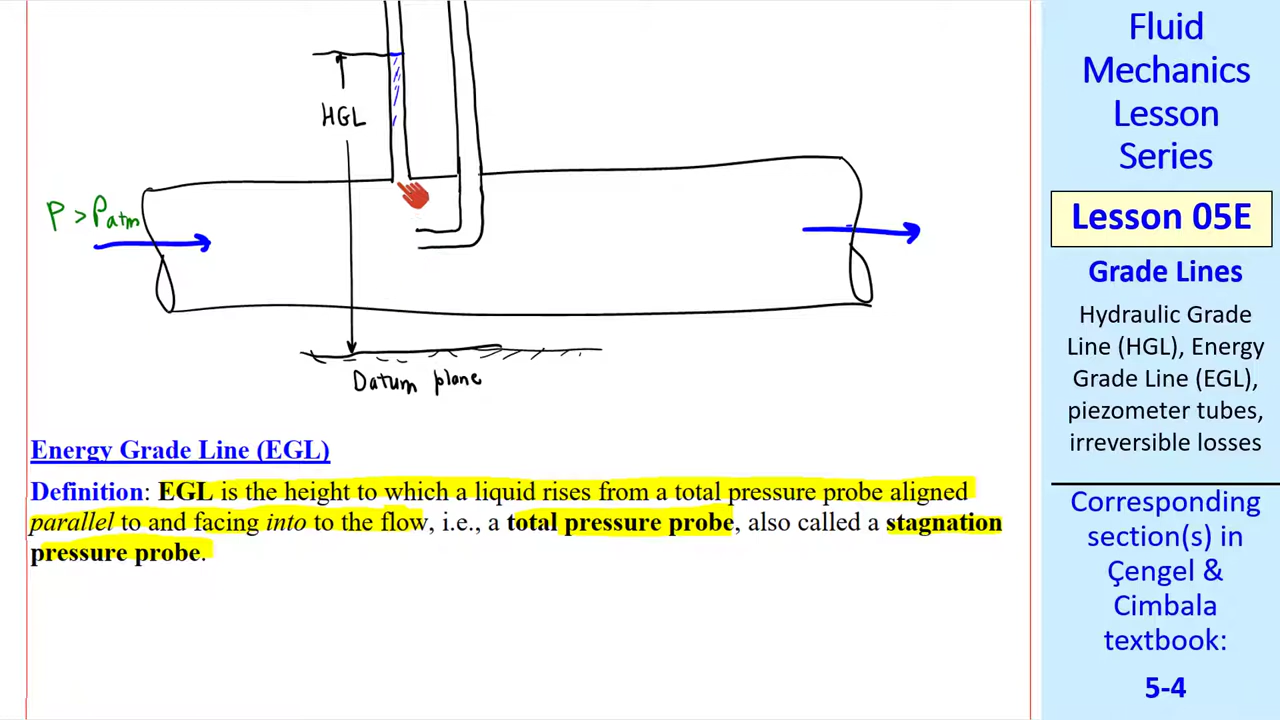 HGL
P > Patm
Datum plane
Energy Grade Line (EGL)
Definition: EGL is the height to which a liquid rises from a total pressure probe aligned
parallel to and facing into to the flow, i.e., a total pressure probe, also called a stagnation
pressure probe.
Fluid
Mechanics
Lesson
Series
Lesson 05E
Grade Lines
Hydraulic Grade
Line (HGL), Energy
Grade Line (EGL),
piezometer tubes,
irreversible losses
Corresponding
section(s) in
Çengel &
Cimbala
textbook:
5-4